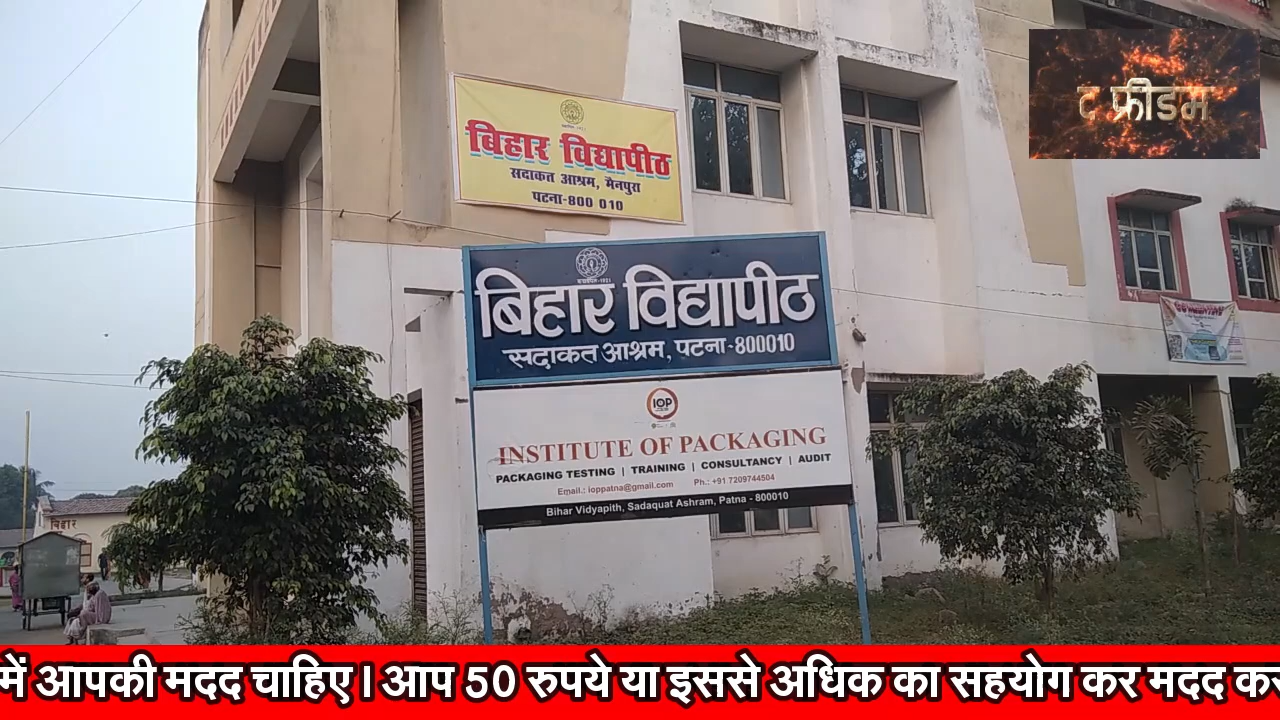 द फ्रीडम
बिहार विद्यापीठ
सदाकत आश्रम, मैनपुरा
पटना-800 010
बिहार विद्यापीठ
सदाकत आश्रम, पटना-800010
IOP
INSTITUTE OF PACKAGING
PACKAGING TESTING | TRAINING | CONSULTANCY | AUDIT
Email.: ioppatna@gmail.com Ph.: +91 7209744504
Bihar Vidyapith, Sadaquat Ashram, Patna - 800010
बिहार
में आपकी मदद चाहिए । आप 50 रुपये या इससे अधिक का सहयोग कर मदद कर